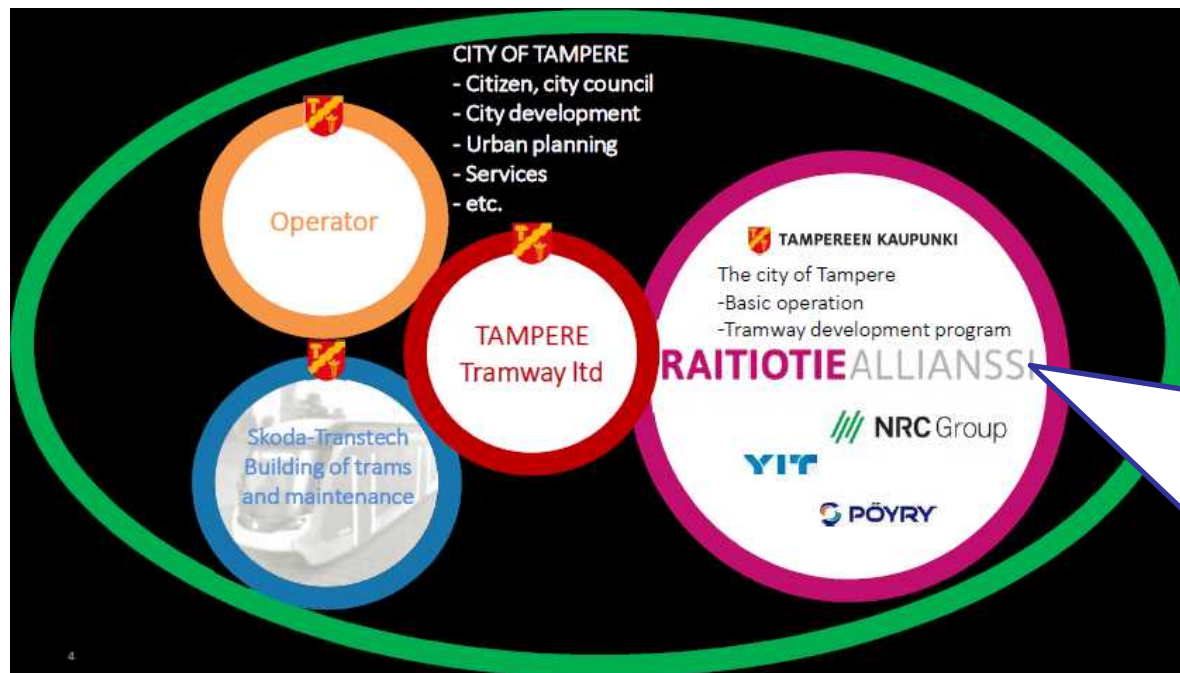 CITY OF TAMPERE
- Citizen, city council
- City development
- Urban planning
- Services
- etc.
Operator
TAMPERE
Tramway ltd
Skoda-Transtech
Building of trams
and maintenance
TAMPEREEN KAUPUNKI
The city of Tampere
-Basic operation
-Tramway development program
RAITIOTIEALLIANSSI
NRC Group
YIT
PÖYRY
4